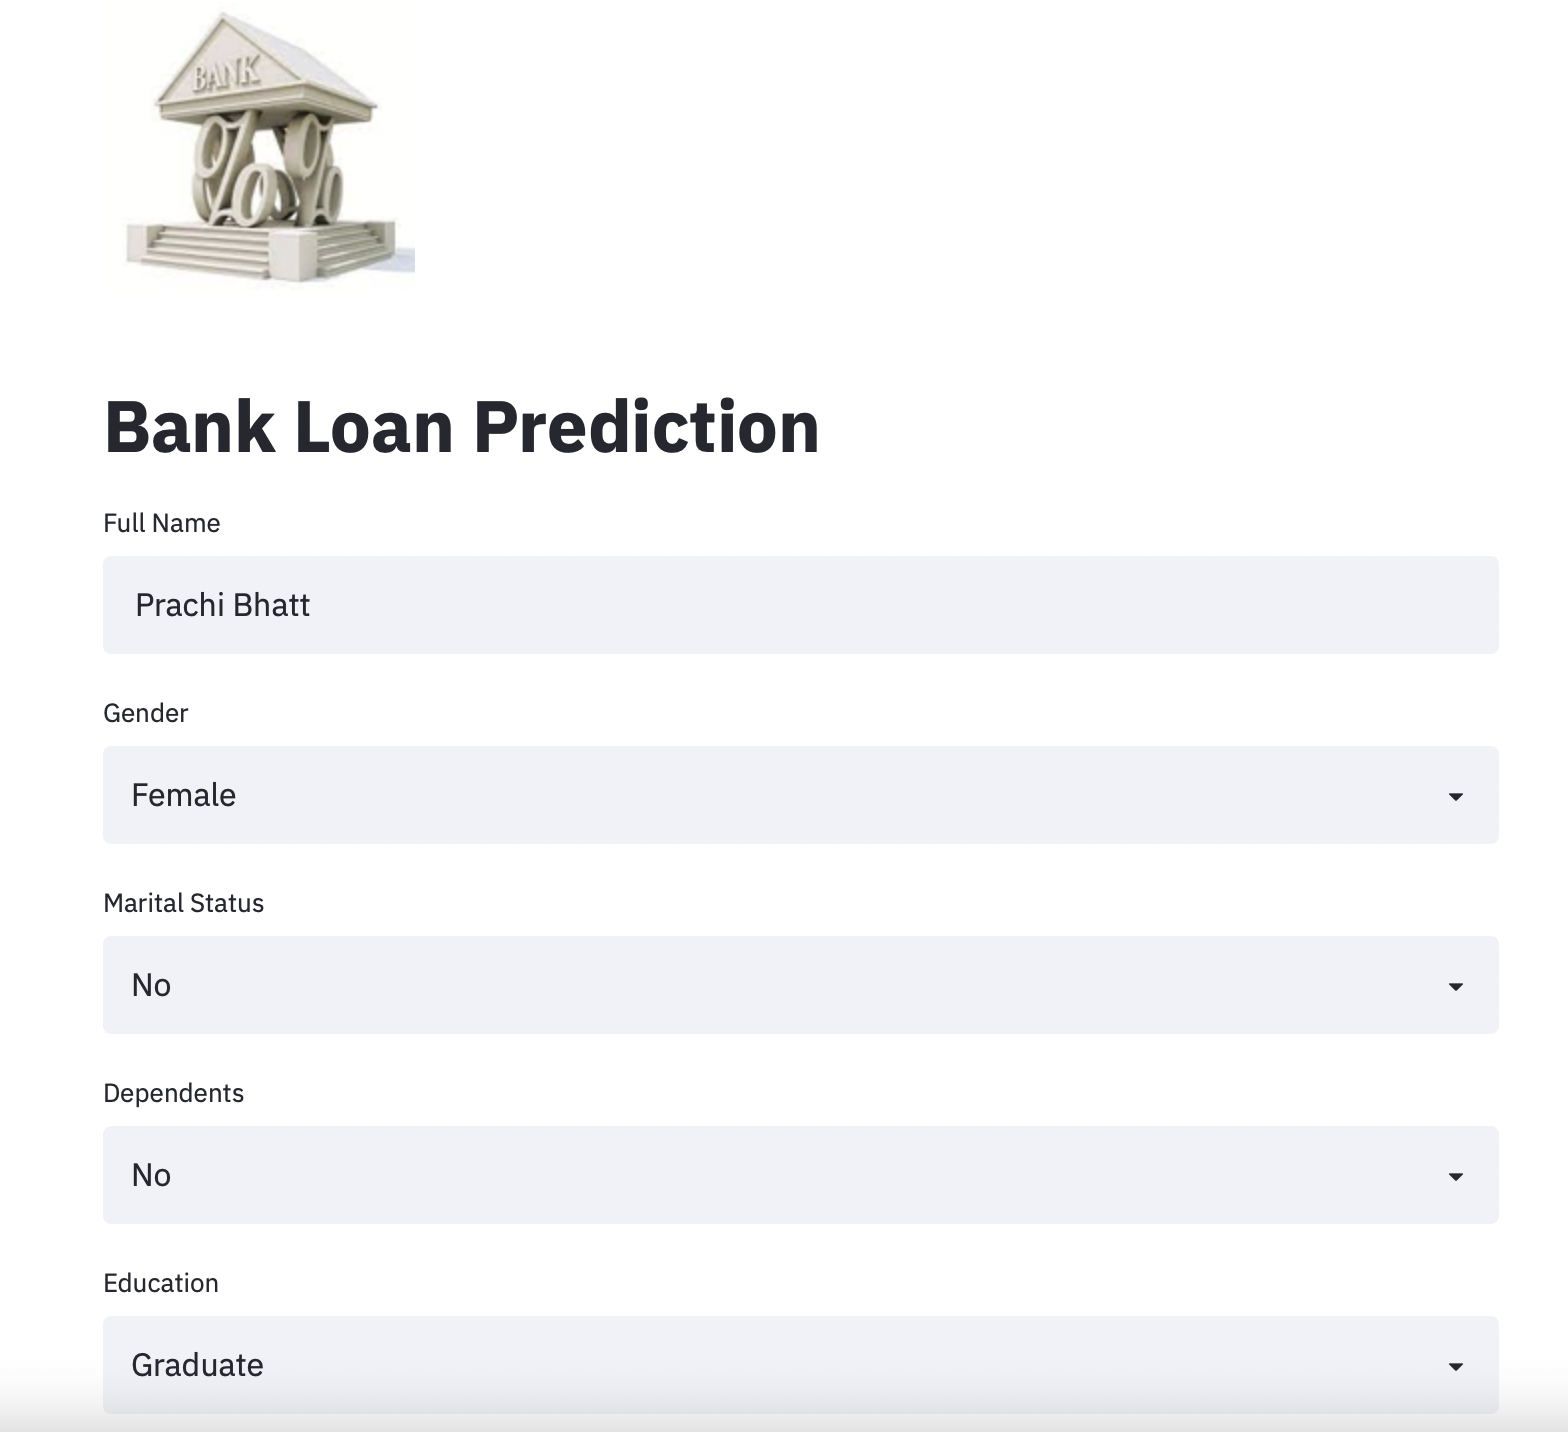 BANK
Bank Loan Prediction
Full Name
Prachi Bhatt
Gender
Female
Marital Status
No
Dependents
No
Education
Graduate